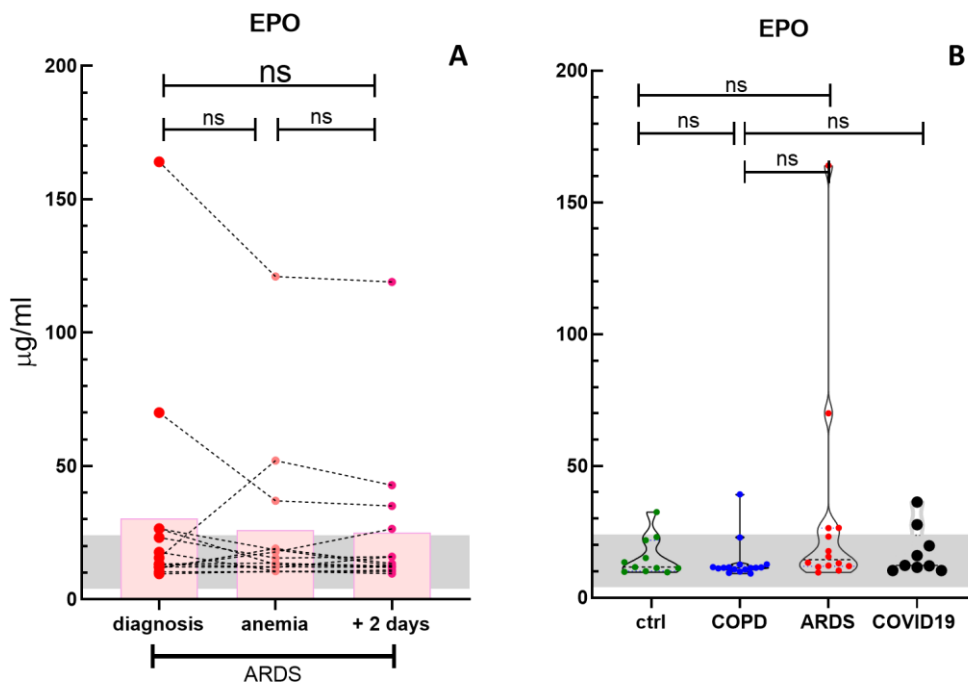 EPO
A
200
ns
ns
ns
150
100
50
0
μg/ml
diagnosis
anemia
+ 2 days
ARDS
EPO
B
200
ns
ns
ns
ns
150
100
50
0
ctrl
COPD
ARDS
COVID19